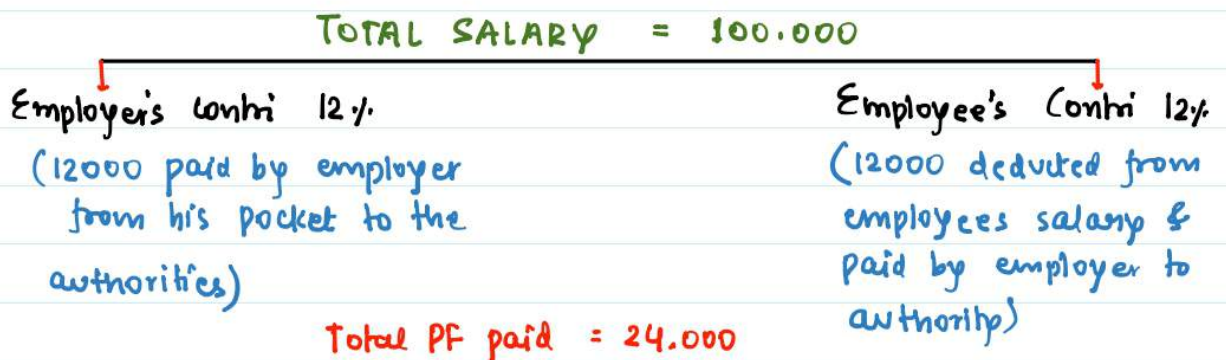 TOTAL SALARY = 100.000
Employer's contri 12%
(12000 paid by employer
from his pocket to the
authorities)
Employee's Contri 12%
(12000 deducted from
employees salary &
paid by employer to
authority)
Total PF paid = 24.000